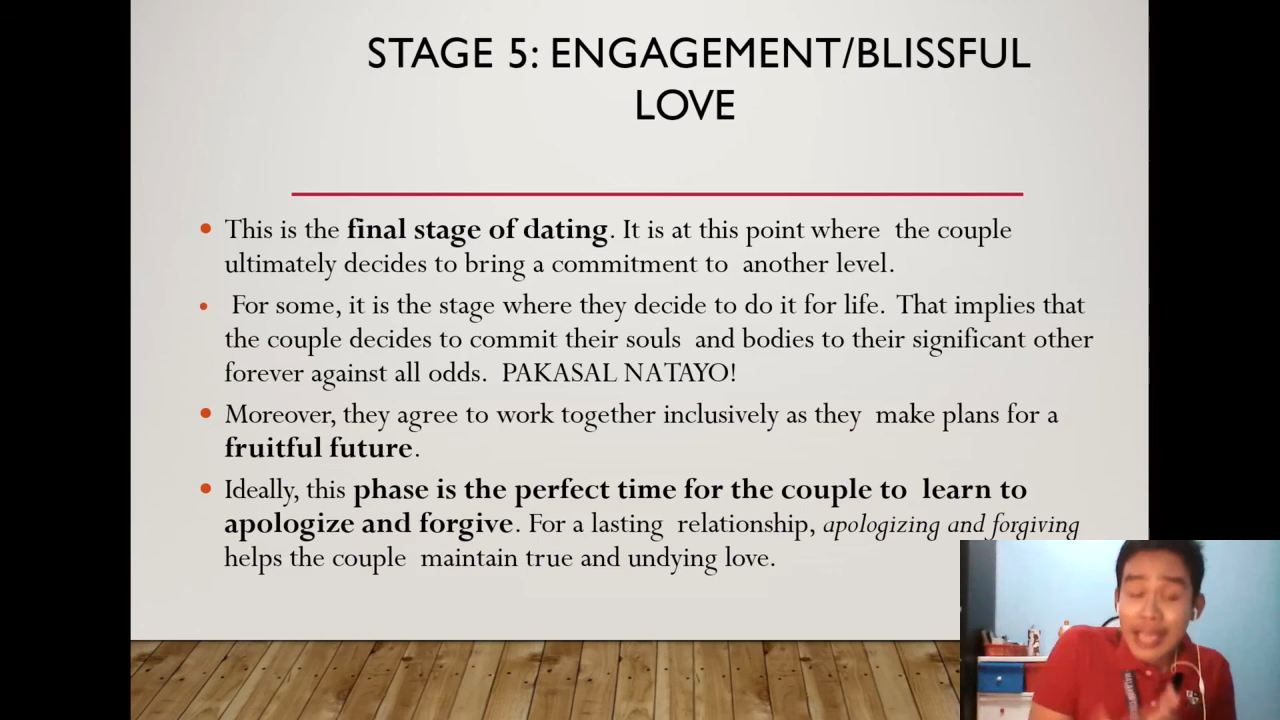 STAGE 5: ENGAGEMENT/BLISSFUL
LOVE
• This is the final stage of dating. It is at this point where the couple
ultimately decides to bring a commitment to another level.
• For some, it is the stage where they decide to do it for life. That implies that
the couple decides to commit their souls and bodies to their significant other
forever against all odds. PAKASAL NATAYO!
• Moreover, they agree to work together inclusively as they make plans for a
fruitful future.
• Ideally, this phase is the perfect time for the couple to learn to
apologize and forgive. For a lasting relationship, apologizing and forgiving
helps the couple maintain true and undying love.